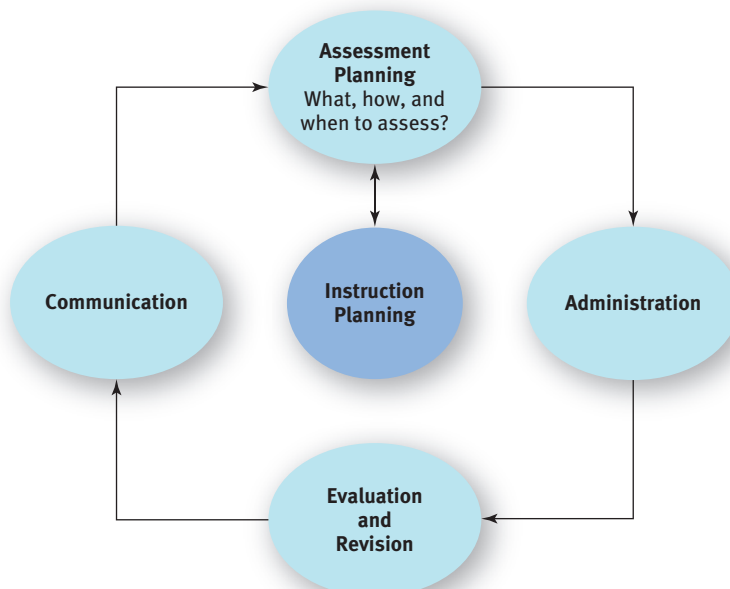 Assessment
Planning
What, how, and
when to assess?
Communication
Instruction
Planning
Administration
Evaluation
and
Revision